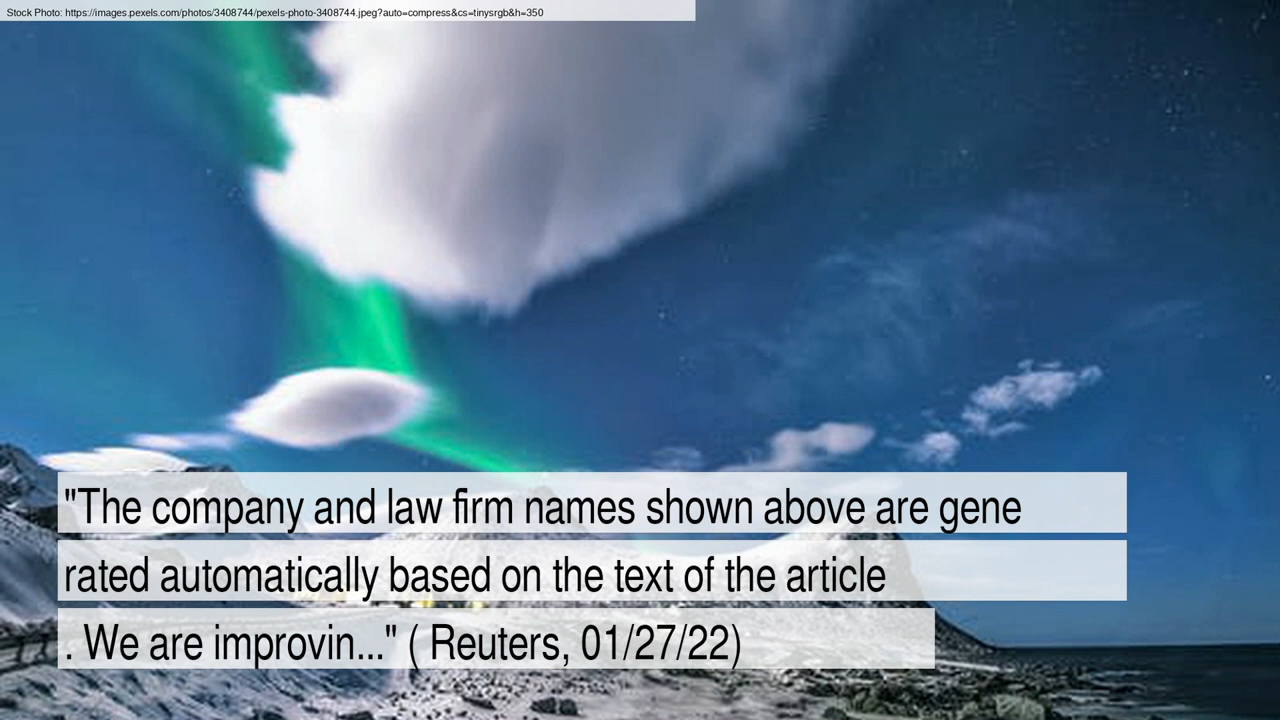 Stock Photo: https://images.pexels.com/photos/3408744/pexels-photo-3408744.jpeg?auto=compress&cs=tinysrgb&h=350
"The company and law firm names shown above are gene
rated automatically based on the text of the article
. We are improvin..." ( Reuters, 01/27/22)